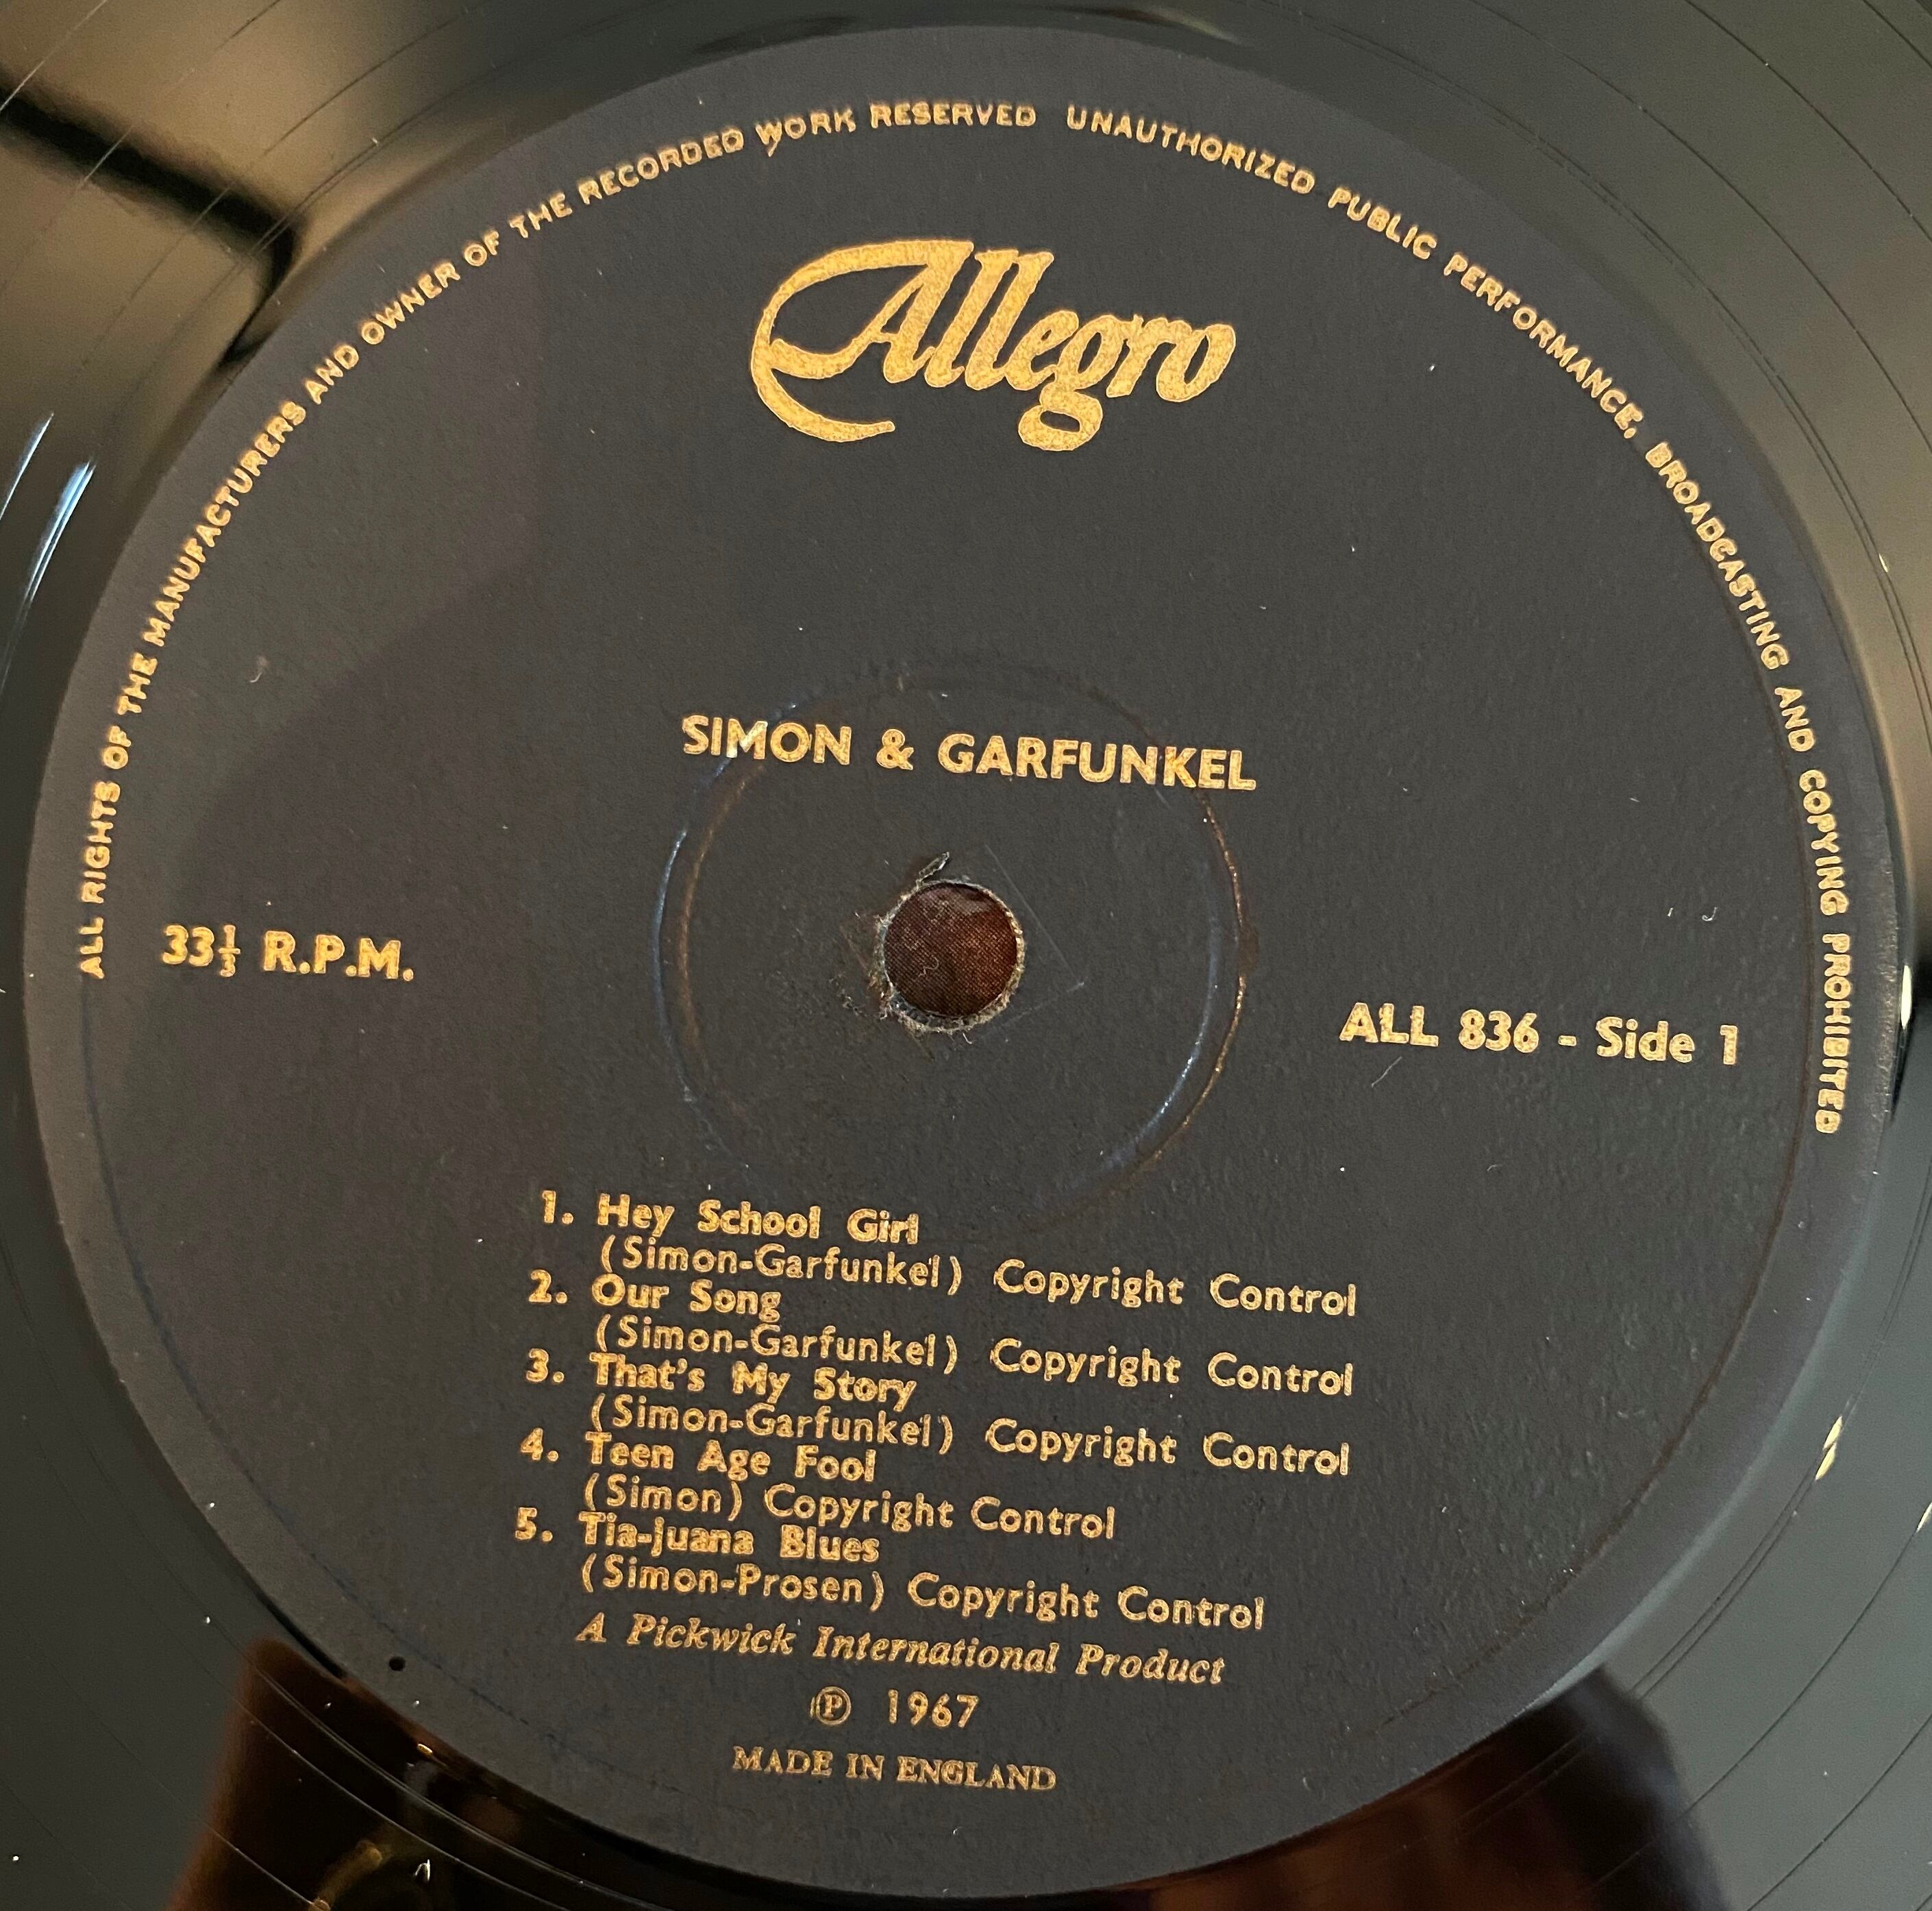 ALL RIGHTS OF THE MANUFACTURERS AND OWNER OF THE RECORDED WORK RESERVED UNAUTHORIZED PUBLIC PERFORMANCE, BROADCASTING AND COPYING PROHIBITED
Allegro
SIMON & GARFUNKEL
33⅓ R.P.M.
ALL 836 - Side 1
1. Hey School Girl
(Simon-Garfunkel) Copyright Control
2. Our Song
(Simon-Garfunkel) Copyright Control
3. That's My Story
(Simon-Garfunkel) Copyright Control
4. Teen Age Fool
(Simon) Copyright Control
5. Tia-juana Blues
(Simon-Prosen) Copyright Control
A Pickwick International Product
℗ 1967
MADE IN ENGLAND